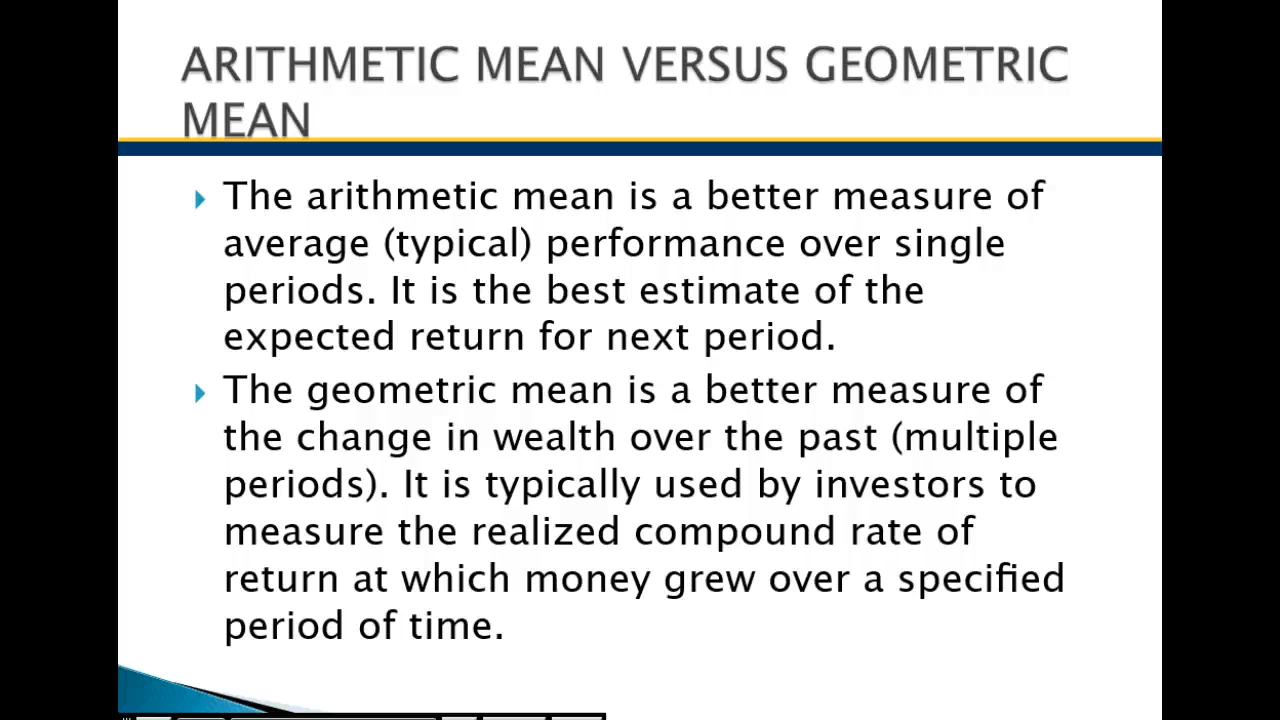 ARITHMETIC MEAN VERSUS GEOMETRIC
MEAN
The arithmetic mean is a better measure of
average (typical) performance over single
periods. It is the best estimate of the
expected return for next period.
The geometric mean is a better measure of
the change in wealth over the past (multiple
periods). It is typically used by investors to
measure the realized compound rate of
return at which money grew over a specified
period of time.